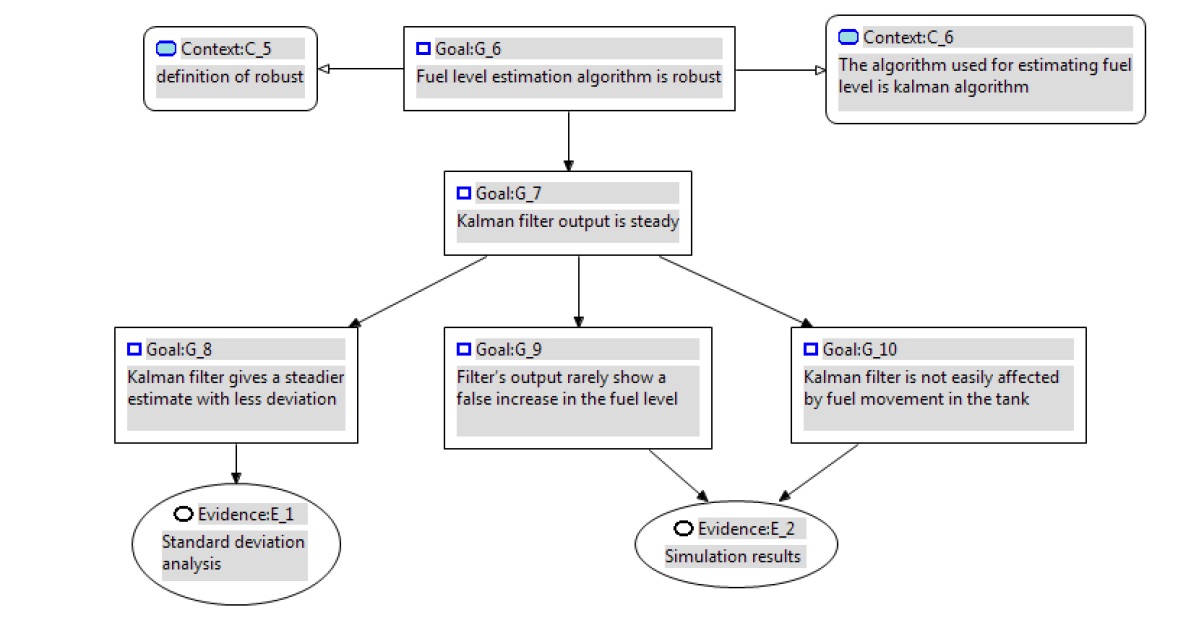 Context:C_5
definition of robust
Goal:G_6
Fuel level estimation algorithm is robust
Context:C_6
The algorithm used for estimating fuel
level is kalman algorithm
Goal:G_7
Kalman filter output is steady
Goal:G_8
Kalman filter gives a steadier
estimate with less deviation
Goal:G_9
Filter's output rarely show a
false increase in the fuel level
Goal:G_10
Kalman filter is not easily affected
by fuel movement in the tank
Evidence:E_1
Standard deviation
analysis
Evidence:E_2
Simulation results